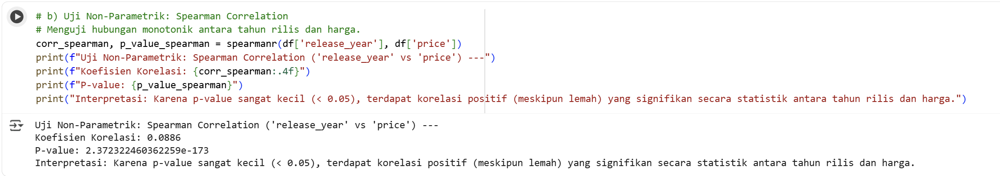 # b) Uji Non-Parametrik: Spearman Correlation
# Menguji hubungan monotonik antara tahun rilis dan harga.
corr_spearman, p_value_spearman = spearmanr(df['release_year'], df['price'])
print(f"Uji Non-Parametrik: Spearman Correlation ('release_year' vs 'price') ---")
print(f"Koefisien Korelasi: {corr_spearman:.4f}")
print(f"P-value: {p_value_spearman}")
print("Interpretasi: Karena p-value sangat kecil (< 0.05), terdapat korelasi positif (meskipun lemah) yang signifikan secara statistik antara tahun rilis dan harga.")
Uji Non-Parametrik: Spearman Correlation ('release_year' vs 'price') ---
Koefisien Korelasi: 0.0886
P-value: 2.372322460362259e-173
Interpretasi: Karena p-value sangat kecil (< 0.05), terdapat korelasi positif (meskipun lemah) yang signifikan secara statistik antara tahun rilis dan harga.